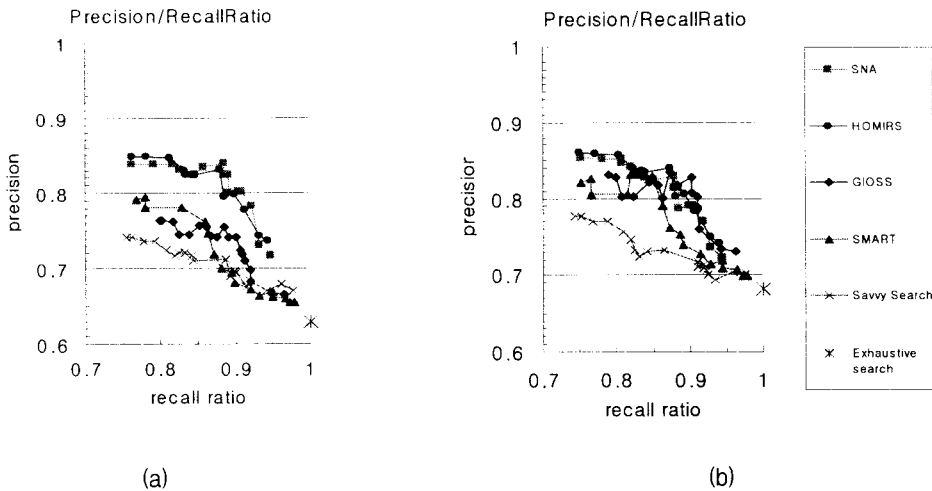 Precision/RecallRatio
1
0.9
0.8
0.7
0.6
precision
0.7
0.8
0.9
1
recall ratio
(a)
Precision/RecallRatio
1
0.9
0.8
0.7
0.6
precision
0.7
0.8
0.9
1
recall ratio
(b)
SNA
HOMIRS
GlOSS
SMART
Savvy Search
Exhaustive
search